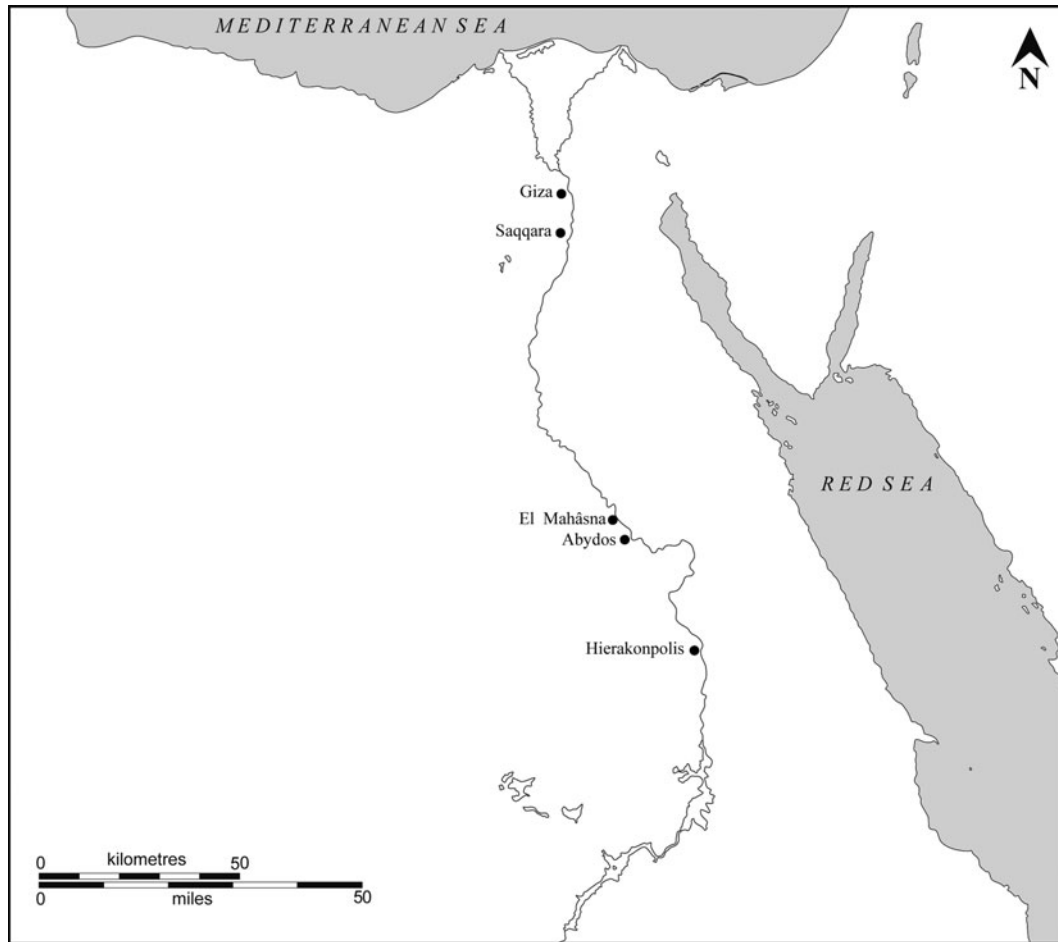 MEDITERRANEAN SEA
N
Giza
Saqqara
RED SEA
El Mahâsna
Abydos
Hierakonpolis
0 kilometres 50
0 miles 50